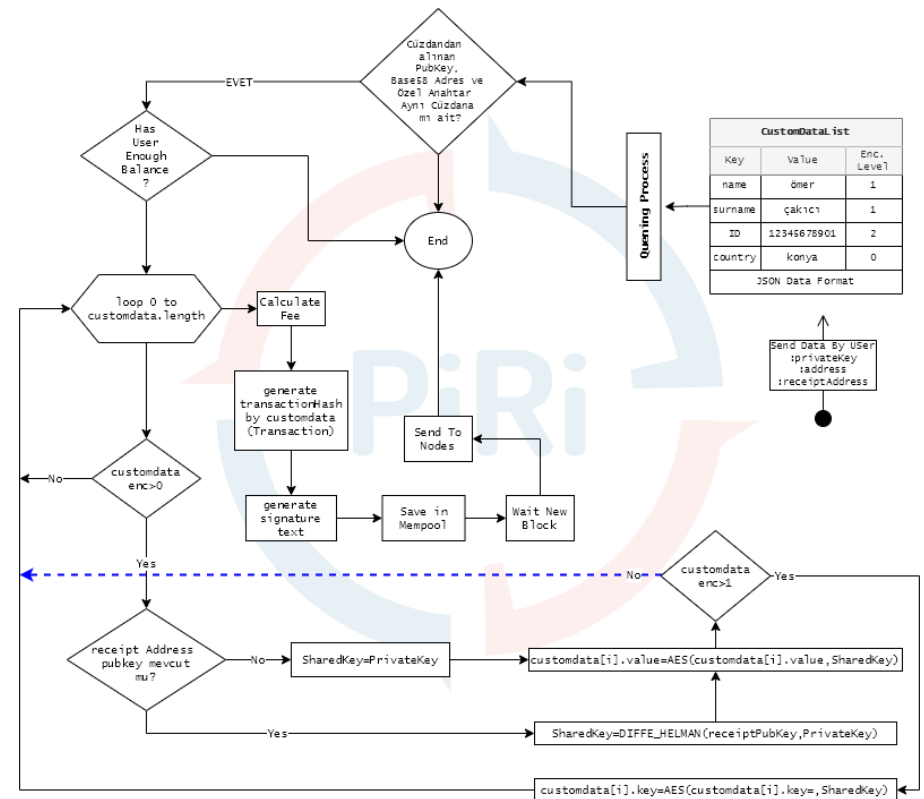 Cüzdandan
alınan
PubKey,
Base58 Adres ve
Özel Anahtar
Aynı Cüzdana
mı ait?
EVET
Has
User
Enough
Balance
?
End
Quening Process
CustomDataList
Key Value Enc. Level
name ömer 1
surname çakıcı 1
ID 12345678901 2
country konya 0
JSON Data Format
Send Data By USer
:privateKey
:address
:receiptAddress
loop 0 to
customdata.length
Calculate
Fee
generate
transactionHash
by customdata
(Transaction)
generate
signature
text
Save in
Mempool
Wait New
Block
Send To
Nodes
PiRi
customdata
enc>0
No
Yes
customdata
enc>1
No
Yes
receipt Address
pubkey mevcut
mu?
No
SharedKey=PrivateKey
customdata[i].value=AES(customdata[i].value,SharedKey)
Yes
SharedKey=DIFFE_HELMAN(receiptPubKey,PrivateKey)
customdata[i].key=AES(customdata[i].key=,SharedKey)